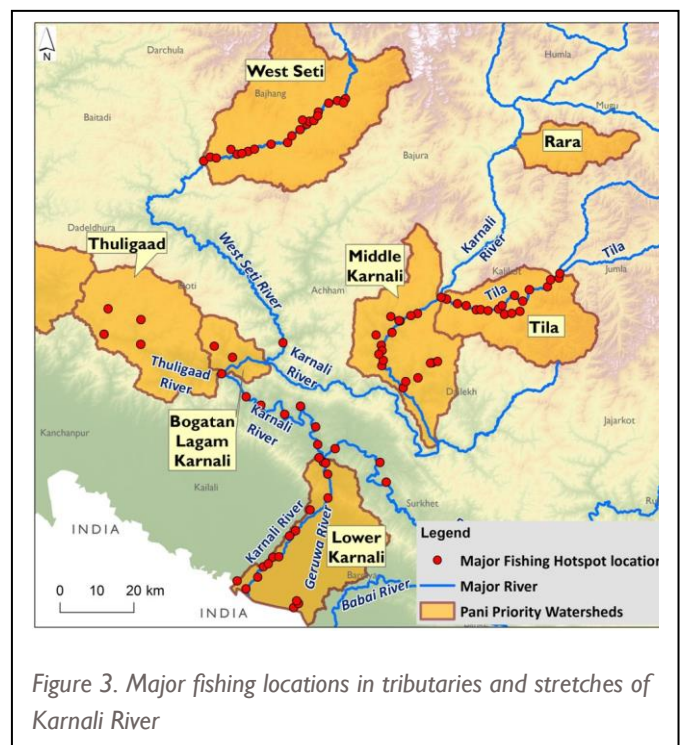 N
Darchula
Humla
West Seti
Bajhang
Mugu
Baitadi
Rara
Bajura
Dadeldhura
Karnali
River
Thuligaad
West Seti River
Middle
Karnali
Tila
Kalikot
Jumla
Doti
Achham
Tila
Tila
Thuligaad
River
Karnali
River
Dailekh
Bogatan
Lagam
Karnali
Karnali
River
Jajarkot
Kanchanpur
Kailali
Surkhet
Ru
INDIA
Karnali River
Geruwa River
Lower
Karnali
Legend
Major Fishing Hotspot location
Major River
Pani Priority Watersheds
0 10 20 km
INDIA
Babai River
Figure 3. Major fishing locations in tributaries and stretches of
Karnali River